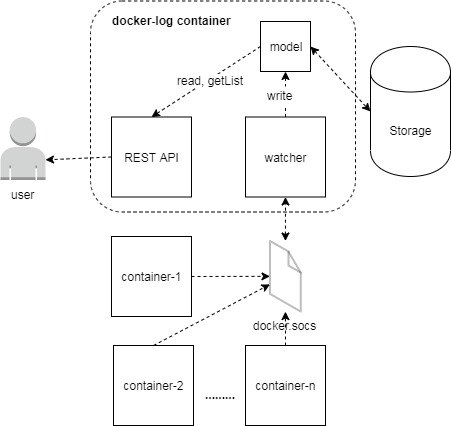 docker-log container
model
read, getList
write
Storage
REST API
watcher
user
container-1
docker.socs
container-2
.........
container-n